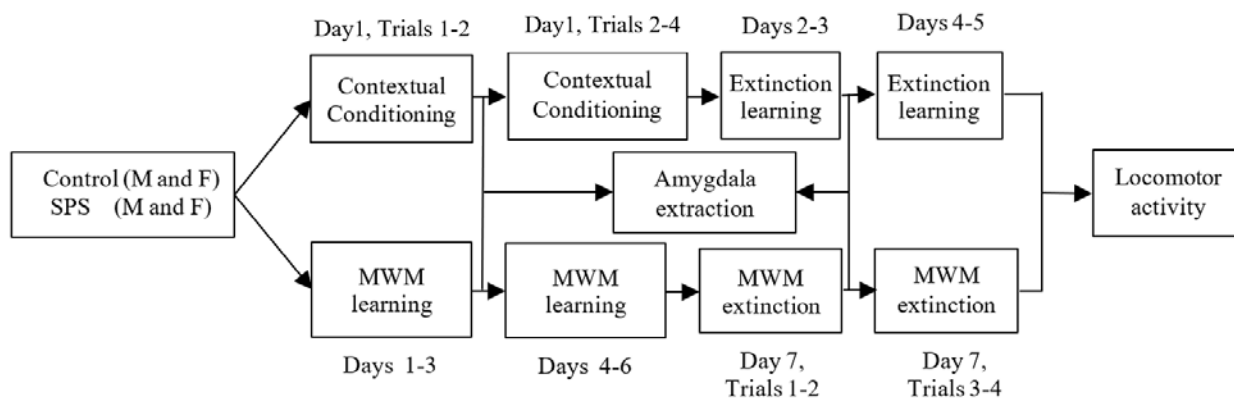 Day1, Trials 1-2
Day1, Trials 2-4
Days 2-3
Days 4-5
Contextual
Conditioning
Contextual
Conditioning
Extinction
learning
Extinction
learning
Control (M and F)
SPS (M and F)
Amygdala
extraction
Locomotor
activity
MWM
learning
MWM
learning
MWM
extinction
MWM
extinction
Days 1-3
Days 4-6
Day 7,
Trials 1-2
Day 7,
Trials 3-4